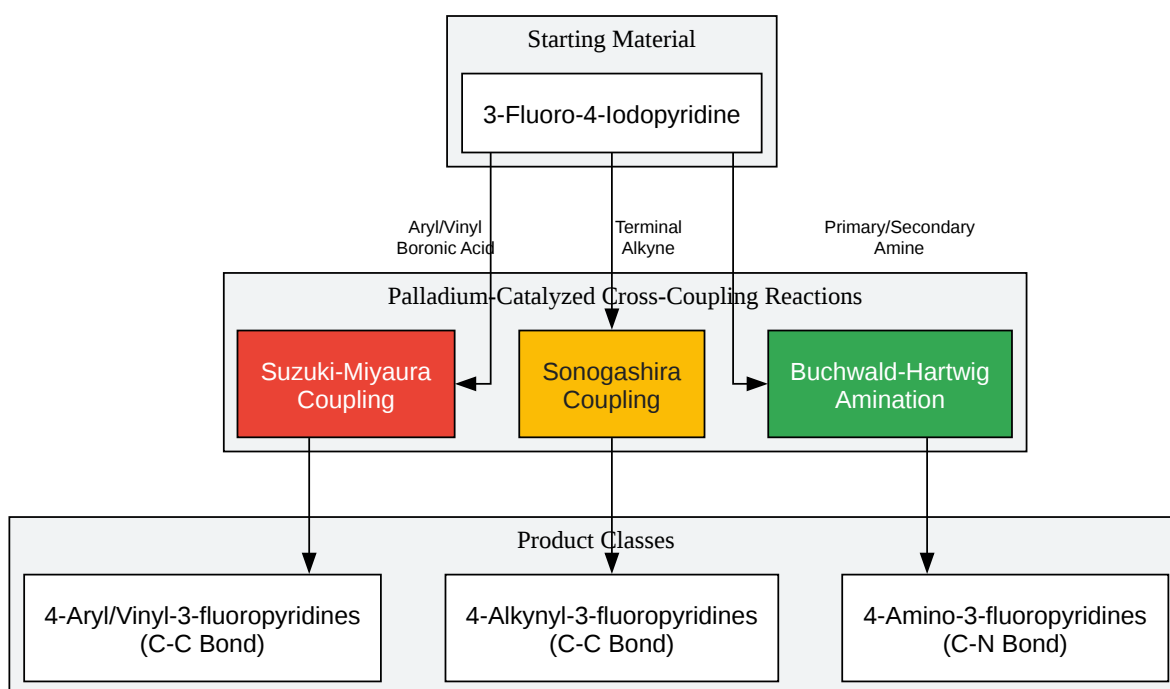 Starting Material
3-Fluoro-4-Iodopyridine
Aryl/Vinyl
Boronic Acid
Terminal
Alkyne
Primary/Secondary
Amine
Palladium-Catalyzed Cross-Coupling Reactions
Suzuki-Miyaura
Coupling
Sonogashira
Coupling
Buchwald-Hartwig
Amination
Product Classes
4-Aryl/Vinyl-3-fluoropyridines
(C-C Bond)
4-Alkynyl-3-fluoropyridines
(C-C Bond)
4-Amino-3-fluoropyridines
(C-N Bond)